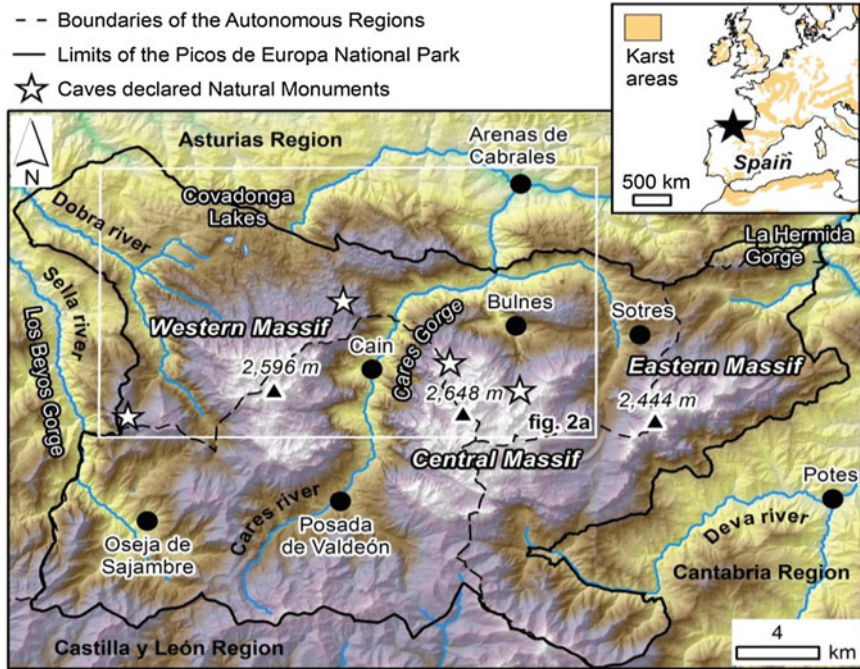 Boundaries of the Autonomous Regions
Limits of the Picos de Europa National Park
Caves declared Natural Monuments
Karst
areas
Spain
500 km
N
Asturias Region
Arenas de
Cabrales
Covadonga
Lakes
Dobra river
La Hermida
Gorge
Sella river
Los Beyos Gorge
Western Massif
Cain
Cares Gorge
Bulnes
Sotres
Eastern Massif
2,596 m
2,648 m
2,444 m
fig. 2a
Central Massif
Cares river
Potes
Oseja de
Sajambre
Posada
de Valdeón
Deva river
Cantabria Region
Castilla y León Region
4
km